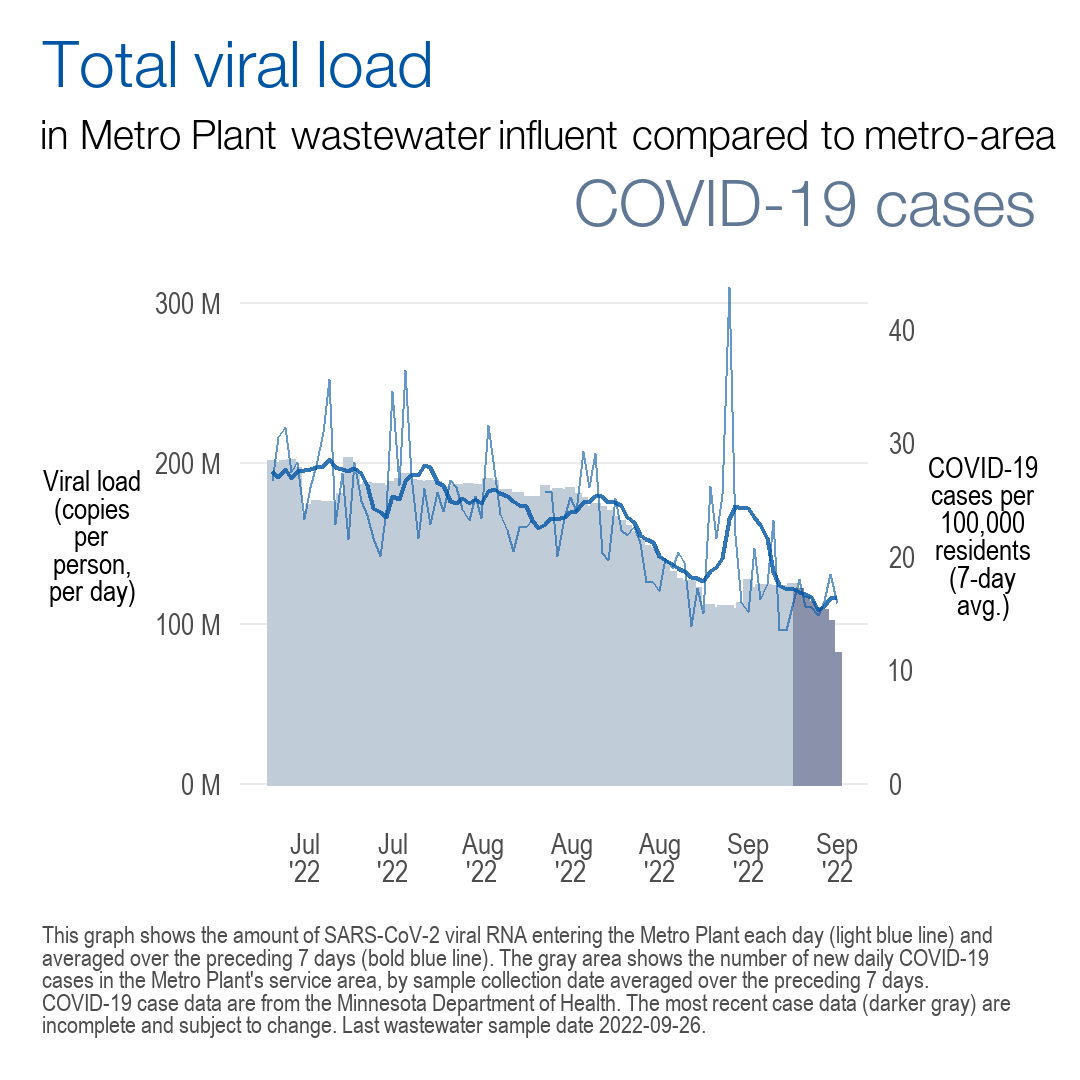 Total viral load
in Metro Plant wastewater influent compared to metro-area
COVID-19 cases
300 M
200 M
100 M
0 M
Viral load
(copies
per
person,
per day)
40
30
20
10
0
COVID-19
cases per
100,000
residents
(7-day
avg.)
Jul
'22
Jul
'22
Aug
'22
Aug
'22
Aug
'22
Sep
'22
Sep
'22
This graph shows the amount of SARS-CoV-2 viral RNA entering the Metro Plant each day (light blue line) and
averaged over the preceding 7 days (bold blue line). The gray area shows the number of new daily COVID-19
cases in the Metro Plant's service area, by sample collection date averaged over the preceding 7 days.
COVID-19 case data are from the Minnesota Department of Health. The most recent case data (darker gray) are
incomplete and subject to change. Last wastewater sample date 2022-09-26.